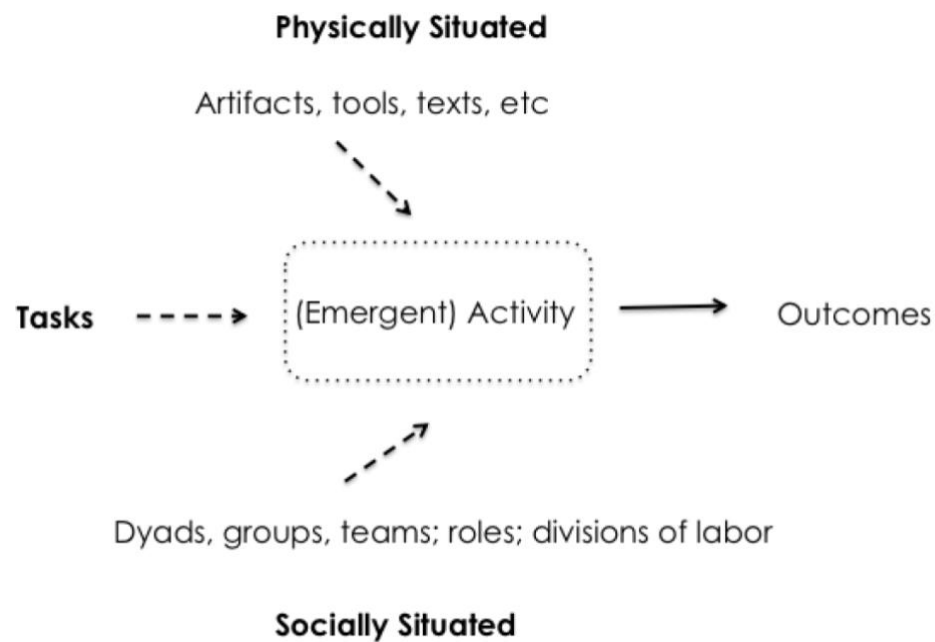 Physically Situated
Artifacts, tools, texts, etc
Tasks
(Emergent) Activity
Outcomes
Dyads, groups, teams; roles; divisions of labor
Socially Situated